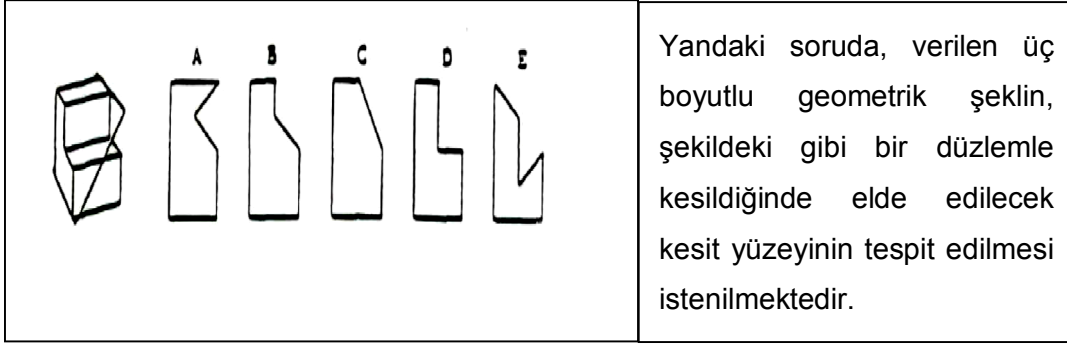 A B C D E
Yandaki soruda, verilen üç
boyutlu geometrik şeklin,
şekildeki gibi bir düzlemle
kesildiğinde elde edilecek
kesit yüzeyinin tespit edilmesi
istenilmektedir.